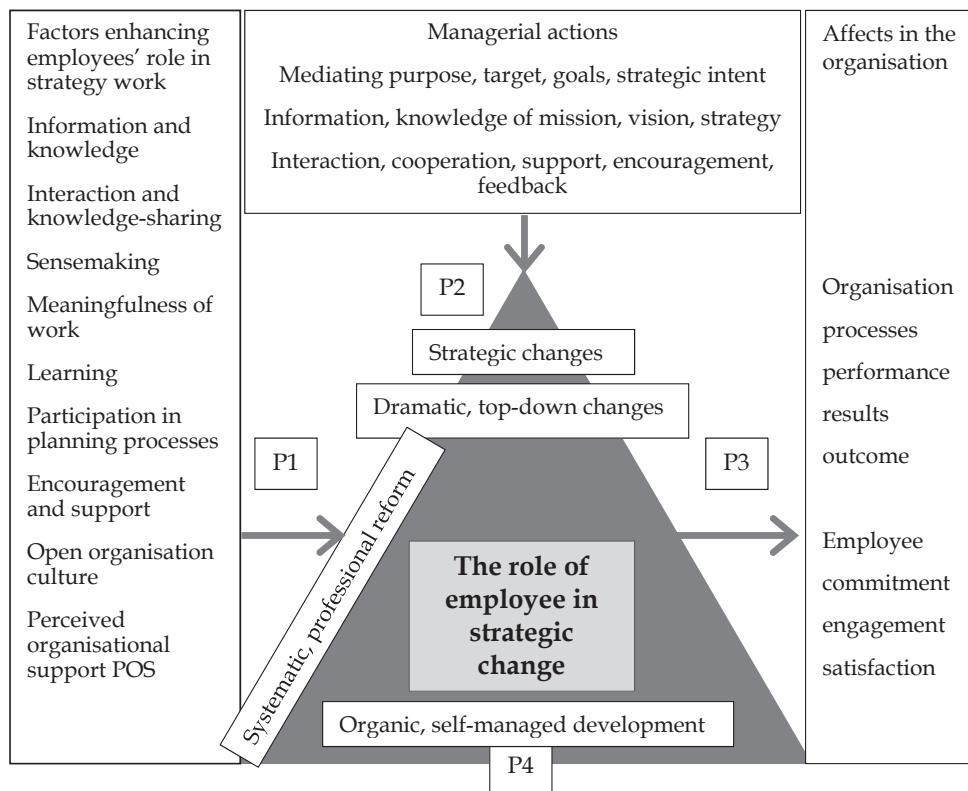 Factors enhancing
employees’ role in
strategy work
Information and
knowledge
Interaction and
knowledge-sharing
Sensemaking
Meaningfulness of
work
Learning
Participation in
planning processes
Encouragement
and support
Open organisation
culture
Perceived
organisational
support POS
Managerial actions
Mediating purpose, target, goals, strategic intent
Information, knowledge of mission, vision, strategy
Interaction, cooperation, support, encouragement,
feedback
P2
Strategic changes
Dramatic, top-down changes
P1
Systematic, professional reform
P3
The role of
employee in
strategic
change
Organic, self-managed development
P4
Affects in the
organisation
Organisation
processes
performance
results
outcome
Employee
commitment
engagement
satisfaction